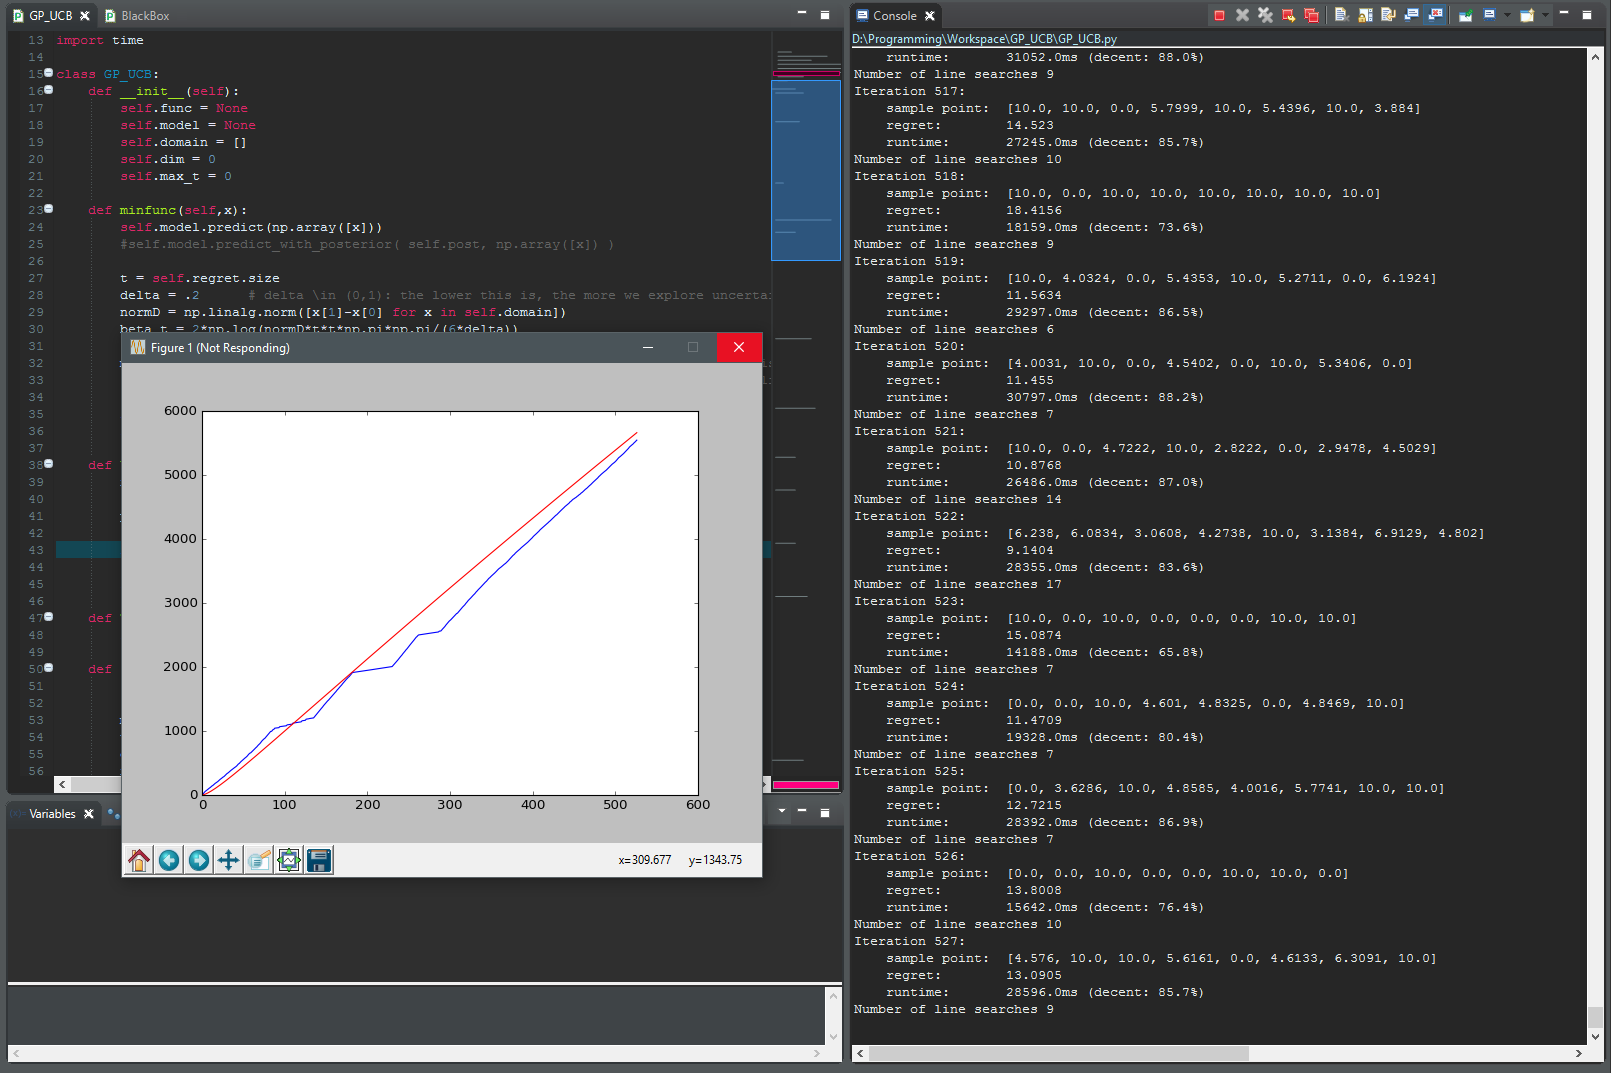 GP_UCB
BlackBox
13 import time
14
15 class GP_UCB:
16 def __init__(self):
17 self.func = None
18 self.model = None
19 self.domain = []
20 self.dim = 0
21 self.max_t = 0
22
23 def minfunc(self,x):
24 self.model.predict(np.array([x]))
25 #self.model.predict_with_posterior( self.post, np.array([x]) )
26
27 t = self.regret.size
28 delta = .2 # delta \in (0,1): the lower this is, the more we explore uncertai
29 normD = np.linalg.norm([x[1]-x[0] for x in self.domain])
30 beta_t = 2*np.log(normD*t*t*np.pi*np.pi/(6*delta))
31
32
33
34
35
36
37
38 def
39
40
41
42
43
44
45
46
47 def
48
49
50 def
51
52
53
54
55
56
Figure 1 (Not Responding)
6000
5000
4000
3000
2000
1000
0
0 100 200 300 400 500 600
x=309.677 y=1343.75
Variables
Console
D:\Programming\Workspace\GP_UCB\GP_UCB.py
runtime: 31052.0ms (decent: 88.0%)
Number of line searches 9
Iteration 517:
sample point: [10.0, 10.0, 0.0, 5.7999, 10.0, 5.4396, 10.0, 3.884]
regret: 14.523
runtime: 27245.0ms (decent: 85.7%)
Number of line searches 10
Iteration 518:
sample point: [10.0, 0.0, 10.0, 10.0, 10.0, 10.0, 10.0, 10.0]
regret: 18.4156
runtime: 18159.0ms (decent: 73.6%)
Number of line searches 9
Iteration 519:
sample point: [10.0, 4.0324, 0.0, 5.4353, 10.0, 5.2711, 0.0, 6.1924]
regret: 11.5634
runtime: 29297.0ms (decent: 86.5%)
Number of line searches 6
Iteration 520:
sample point: [4.0031, 10.0, 0.0, 4.5402, 0.0, 10.0, 5.3406, 0.0]
regret: 11.455
runtime: 30797.0ms (decent: 88.2%)
Number of line searches 7
Iteration 521:
sample point: [10.0, 0.0, 4.7222, 10.0, 2.8222, 0.0, 2.9478, 4.5029]
regret: 10.8768
runtime: 26486.0ms (decent: 87.0%)
Number of line searches 14
Iteration 522:
sample point: [6.238, 6.0834, 3.0608, 4.2738, 10.0, 3.1384, 6.9129, 4.802]
regret: 9.1404
runtime: 28355.0ms (decent: 83.6%)
Number of line searches 17
Iteration 523:
sample point: [10.0, 0.0, 10.0, 0.0, 0.0, 0.0, 10.0, 10.0]
regret: 15.0874
runtime: 14188.0ms (decent: 65.8%)
Number of line searches 7
Iteration 524:
sample point: [0.0, 0.0, 10.0, 4.601, 4.8325, 0.0, 4.8469, 10.0]
regret: 11.4709
runtime: 19328.0ms (decent: 80.4%)
Number of line searches 7
Iteration 525:
sample point: [0.0, 3.6286, 10.0, 4.8585, 4.0016, 5.7741, 10.0, 10.0]
regret: 12.7215
runtime: 28392.0ms (decent: 86.9%)
Number of line searches 7
Iteration 526:
sample point: [0.0, 0.0, 10.0, 0.0, 0.0, 10.0, 10.0, 0.0]
regret: 13.8008
runtime: 15642.0ms (decent: 76.4%)
Number of line searches 10
Iteration 527:
sample point: [4.576, 10.0, 10.0, 5.6161, 0.0, 4.6133, 6.3091, 10.0]
regret: 13.0905
runtime: 28596.0ms (decent: 85.7%)
Number of line searches 9